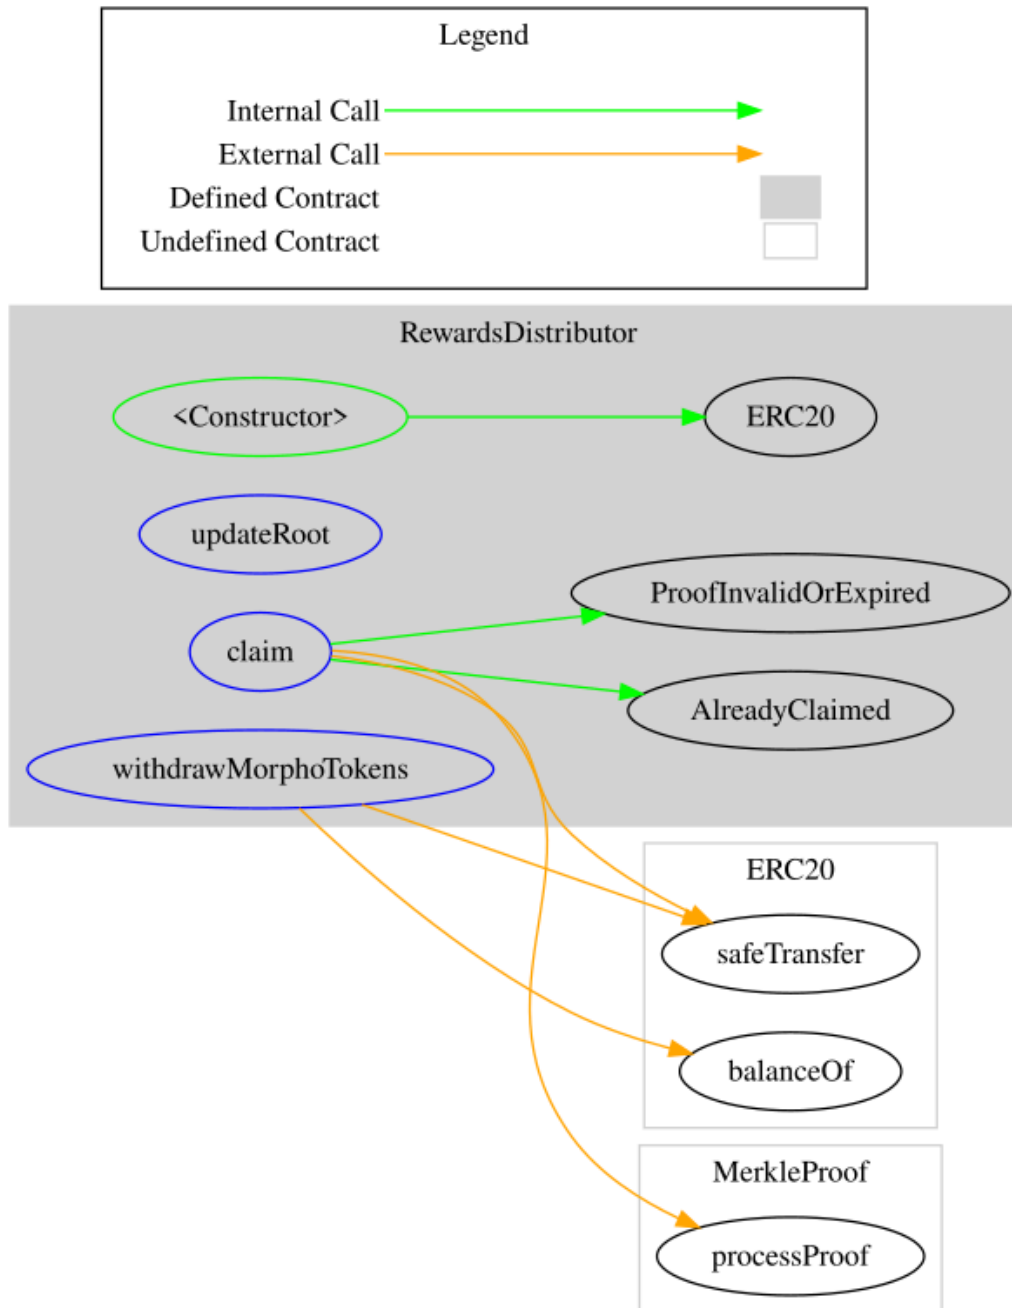 Legend
Internal Call
External Call
Defined Contract
Undefined Contract
RewardsDistributor
<Constructor>
ERC20
updateRoot
ProofInvalidOrExpired
claim
AlreadyClaimed
withdrawMorphoTokens
ERC20
safeTransfer
balanceOf
MerkleProof
processProof